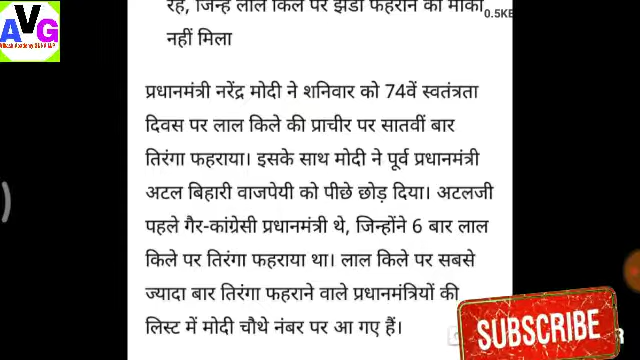 रहे, जिन्हें लाल किले पर झंडा फहराने का मौका
0.5KB
नहीं मिला
AVG
प्रधानमंत्री नरेंद्र मोदी ने शनिवार को 74वें स्वतंत्रता
दिवस पर लाल किले की प्राचीर पर सातवीं बार
तिरंगा फहराया। इसके साथ मोदी ने पूर्व प्रधानमंत्री
अटल बिहारी वाजपेयी को पीछे छोड़ दिया। अटलजी
पहले गैर-कांग्रेसी प्रधानमंत्री थे, जिन्होंने 6 बार लाल
किले पर तिरंगा फहराया था। लाल किले पर सबसे
ज्यादा बार तिरंगा फहराने वाले प्रधानमंत्रियों की
लिस्ट में मोदी चौथे नंबर पर आ गए हैं।
SUBSCRIBE